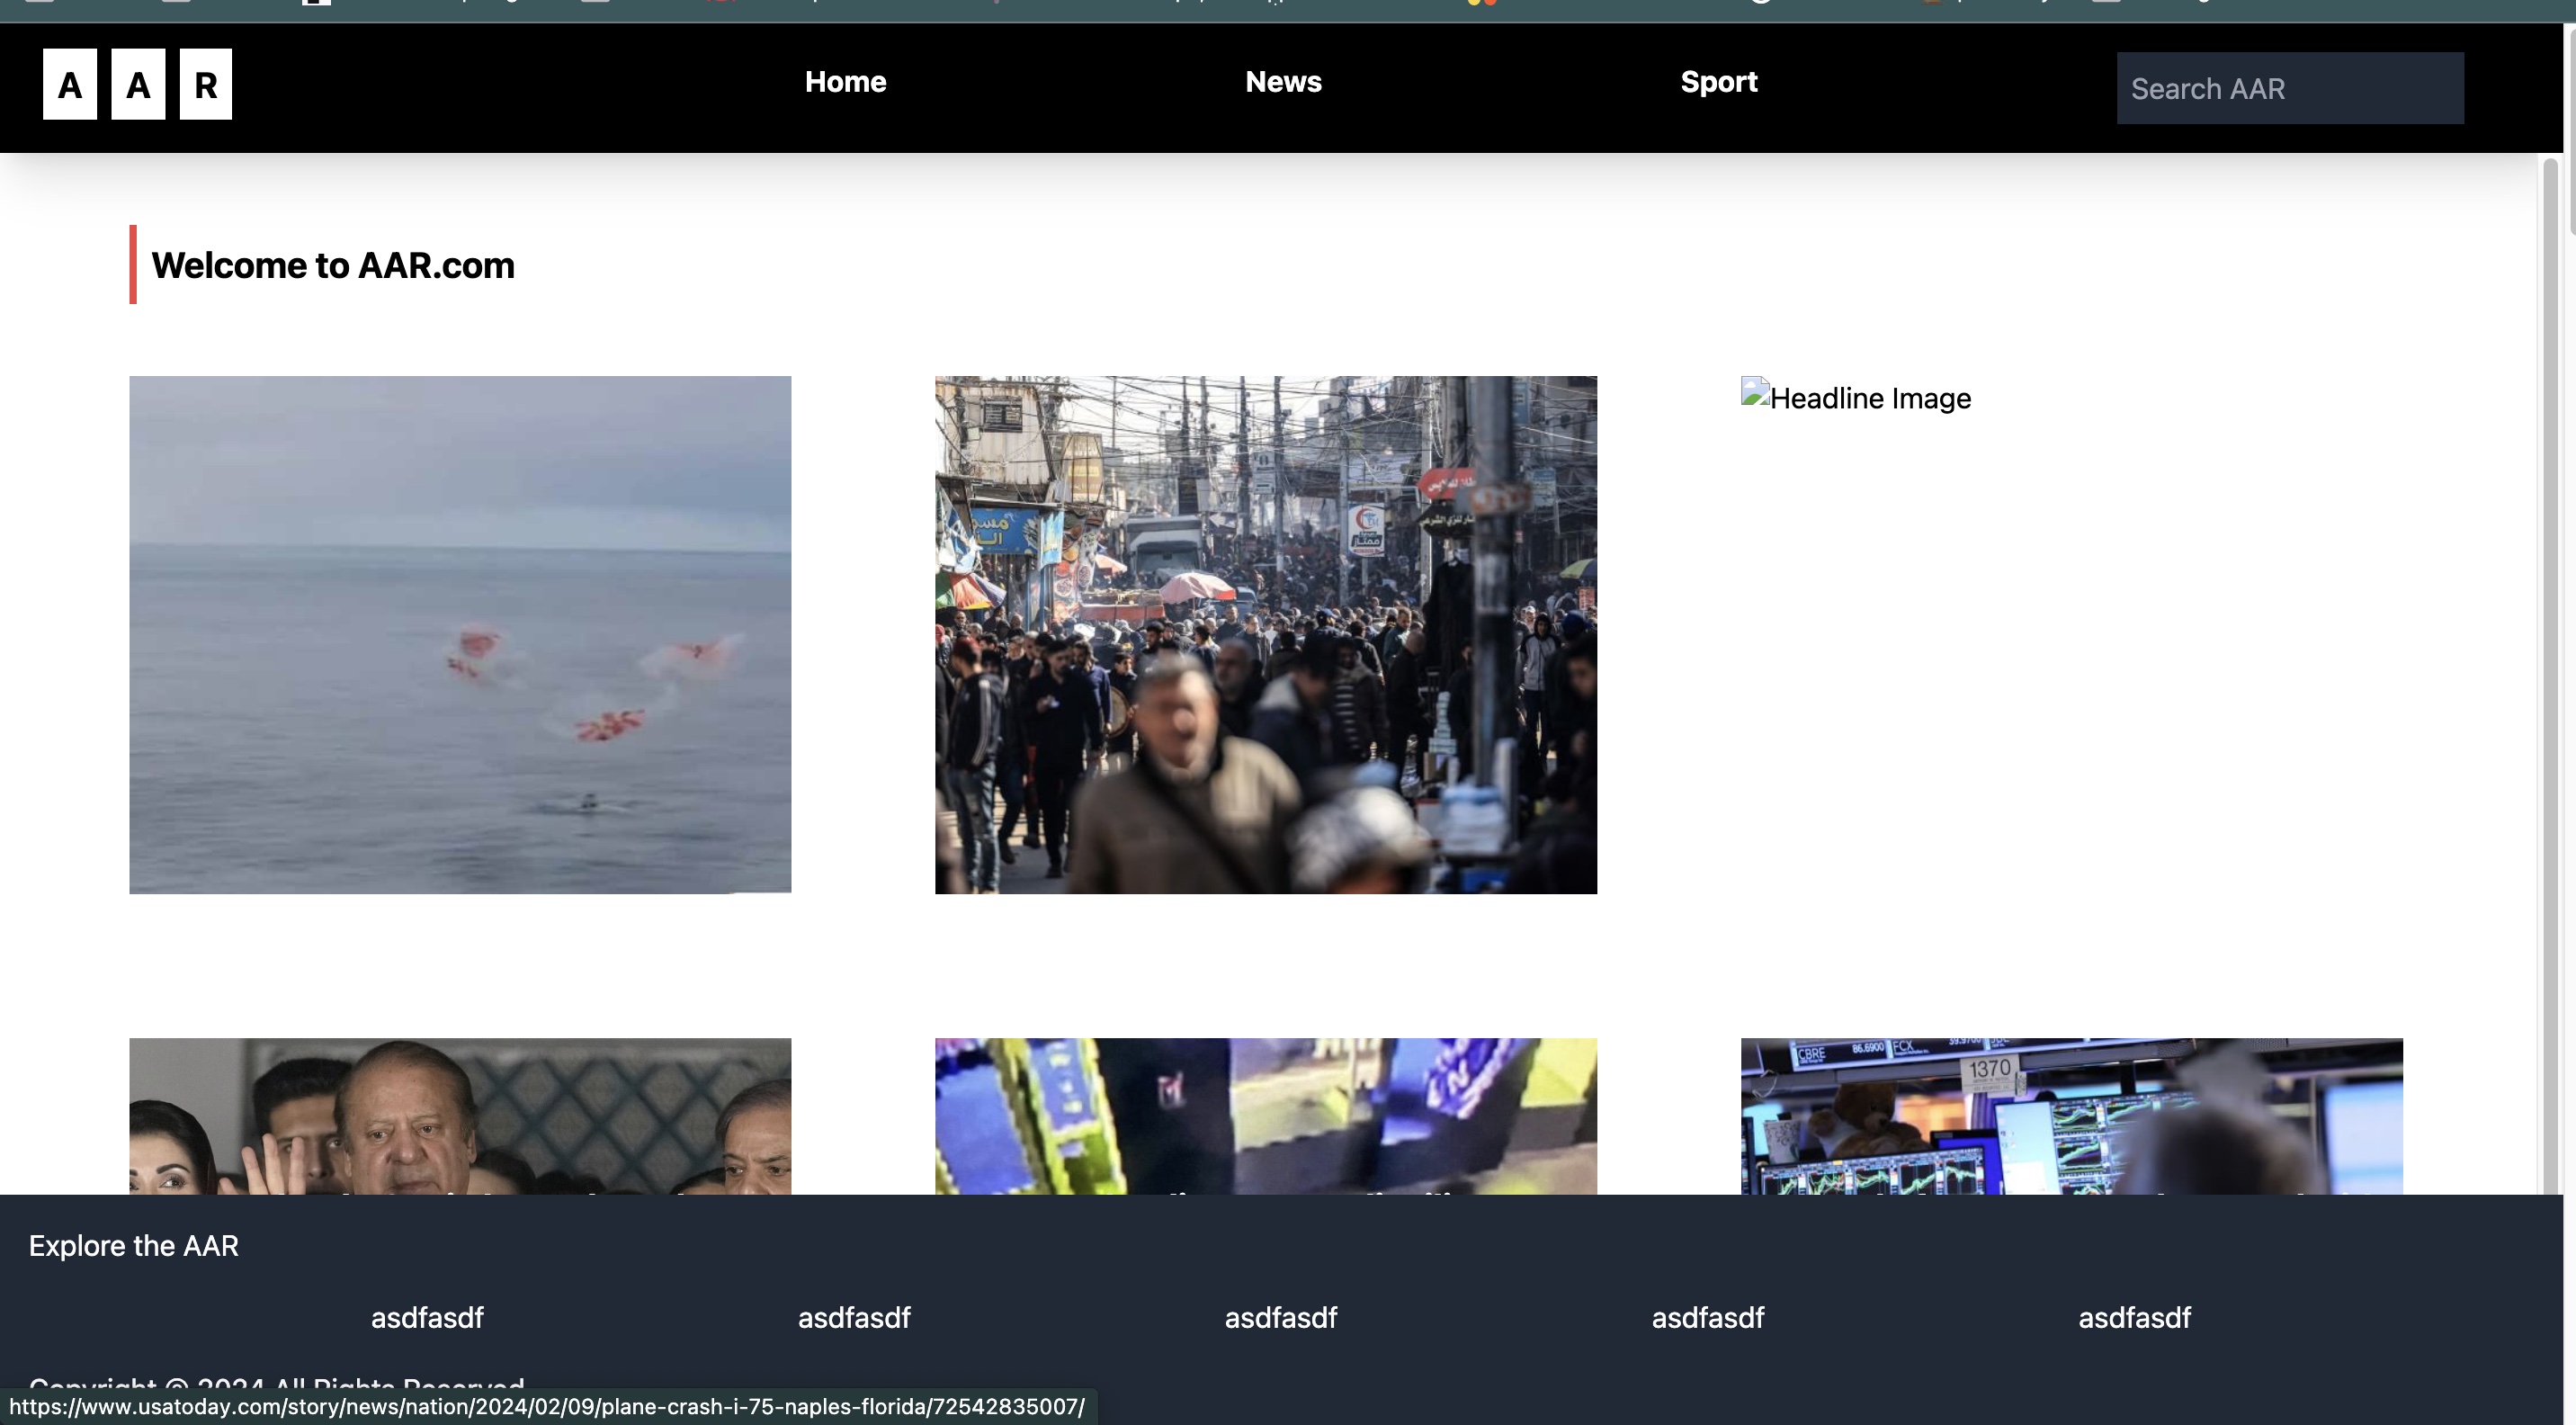 A A R
Home
News
Sport
Search AAR
Welcome to AAR.com
Headline Image
CBRE
86.6900
FCX
1370
Explore the AAR
asdfasdf
asdfasdf
asdfasdf
asdfasdf
asdfasdf
Copyright © 2024 All Rights Reserved
https://www.usatoday.com/story/news/nation/2024/02/09/plane-crash-i-75-naples-florida/72542835007/